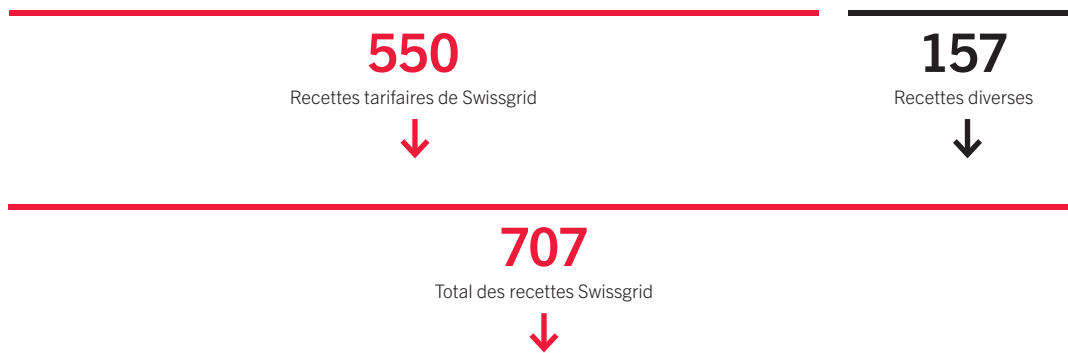 550
157
Recettes tarifaires de Swissgrid
Recettes diverses
707
Total des recettes Swissgrid